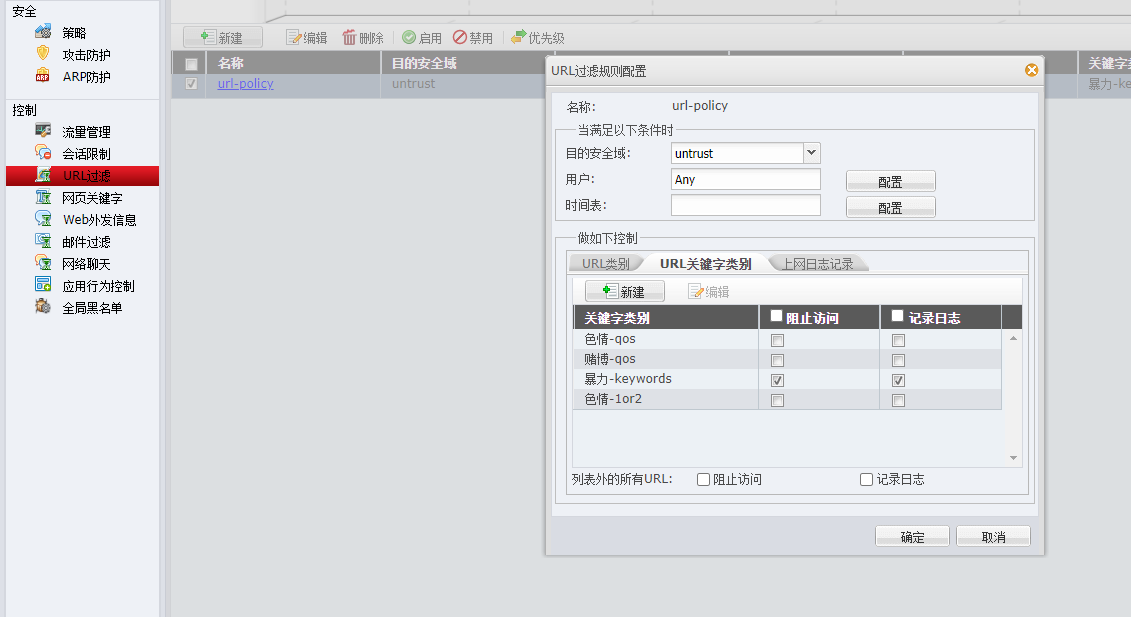 安全
策略
攻击防护
ARP防护
控制
流量管理
会话限制
URL过滤
网页关键字
Web外发信息
邮件过滤
网络聊天
应用行为控制
全局黑名单
新建 编辑 删除 启用 禁用 优先级
名称 目的安全域 关键字
url-policy untrust 暴力-ke
URL过滤规则配置
名称: url-policy
当满足以下条件时
目的安全域: untrust
用户: Any 配置
时间表: 配置
做如下控制
URL类别 URL关键字类别 上网日志记录
新建 编辑
关键字类别 阻止访问 记录日志
色情-qos
赌博-qos
暴力-keywords
色情-1or2
列表外的所有URL: 阻止访问 记录日志
确定 取消